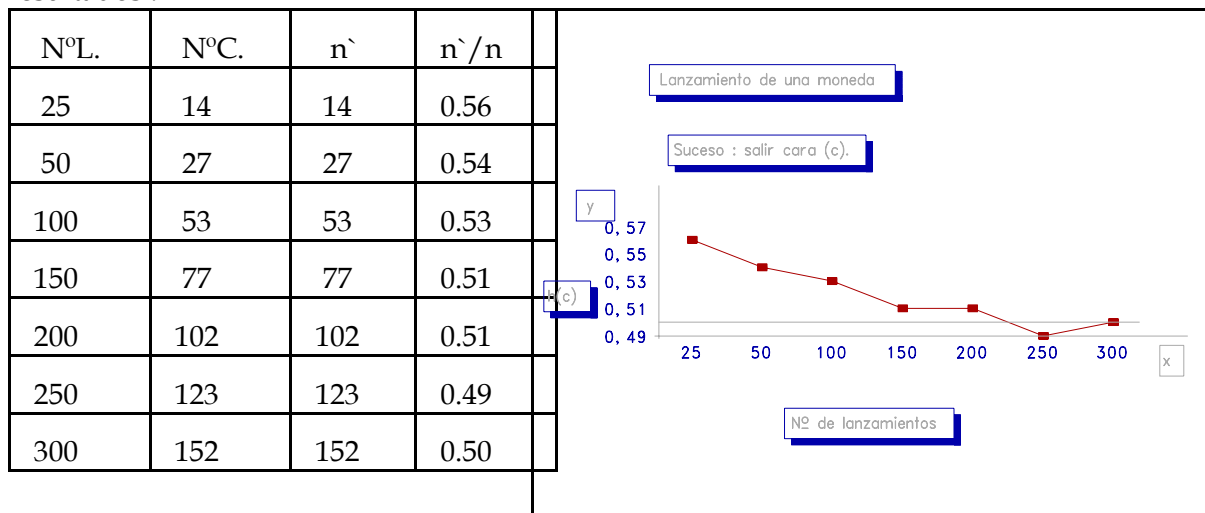 NºL. NºC. n` n`/n
25 14 14 0.56
50 27 27 0.54
100 53 53 0.53
150 77 77 0.51
200 102 102 0.51
250 123 123 0.49
300 152 152 0.50
Lanzamiento de una moneda
Suceso : salir cara (c).
y
0,57
0,55
0,53
h(c)
0,51
0,49
25 50 100 150 200 250 300
x
Nº de lanzamientos